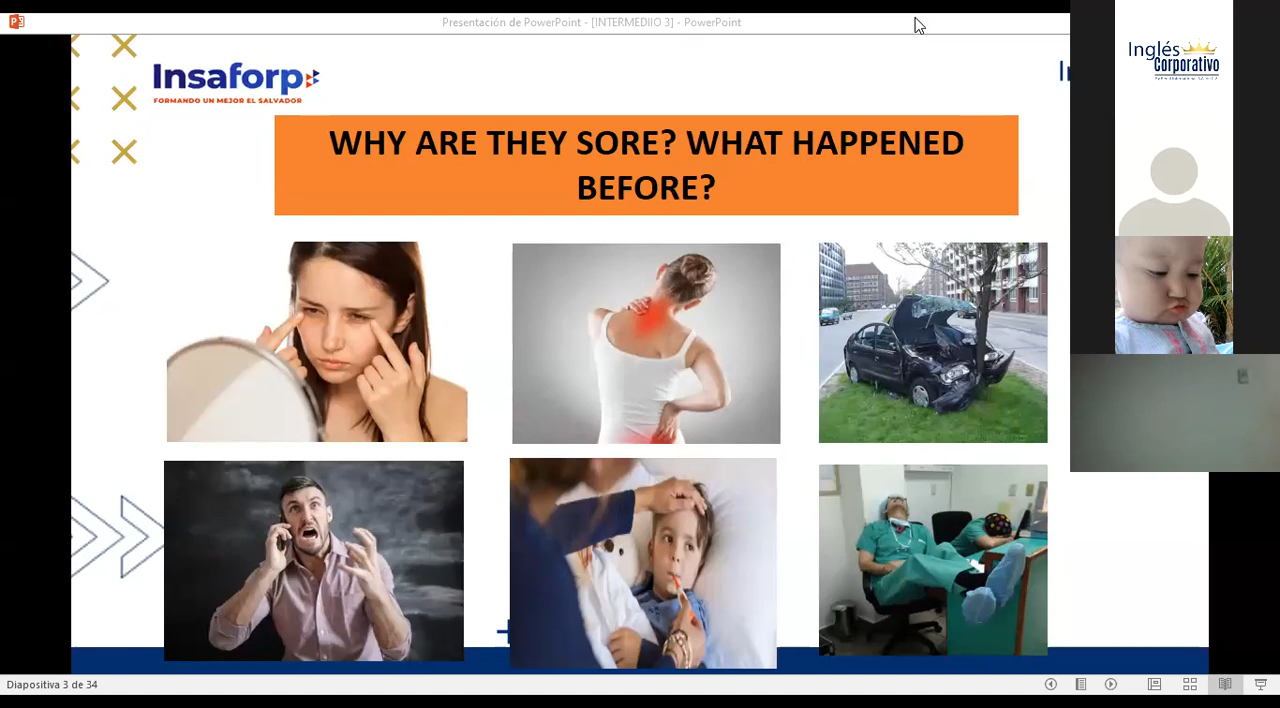 Presentación de PowerPoint - [INTERMEDIIO 3] - PowerPoint
Insaforp
FORMANDO UN MEJOR EL SALVADOR
WHY ARE THEY SORE? WHAT HAPPENED
BEFORE?
Inglés
Corporativo
Diapositiva 3 de 34